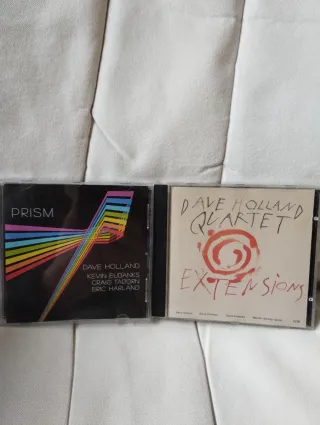 PRISM
DAVE HOLLAND
KEVIN EUBANKS
CRAIG TABORN
ERIC HARLAND
DAVE HOLLAND
QUARTET
EXTENSIONS